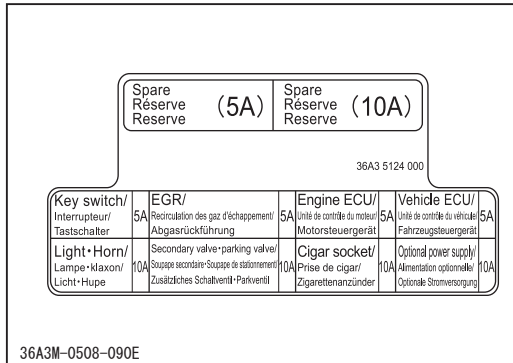 Spare
Réserve
Reserve
(5A)
Spare
Réserve
Reserve
(10A)
36A3 5124 000
Key switch/
Interrupteur/
Tastschalter
5A
EGR/
Recirculation des gaz d'échappement/
Abgasrückführung
5A
Engine ECU/
Unité de contrôle du moteur/
Motorsteuergerät
5A
Vehicle ECU/
Unité de contrôle du véhicule/
Fahrzeugsteuergerät
5A
Light・Horn/
Lampe・klaxon/
Licht・Hupe
10A
Secondary valve・parking valve/
Soupape secondaire・Soupape de stationnement/
Zusätzliches Schaltventil・Parkventil
10A
Cigar socket/
Prise de cigar/
Zigarettenanzünder
10A
Optional power supply/
Alimentation optionnelle/
Optionale Stromversorgung
10A
36A3M-0508-090E